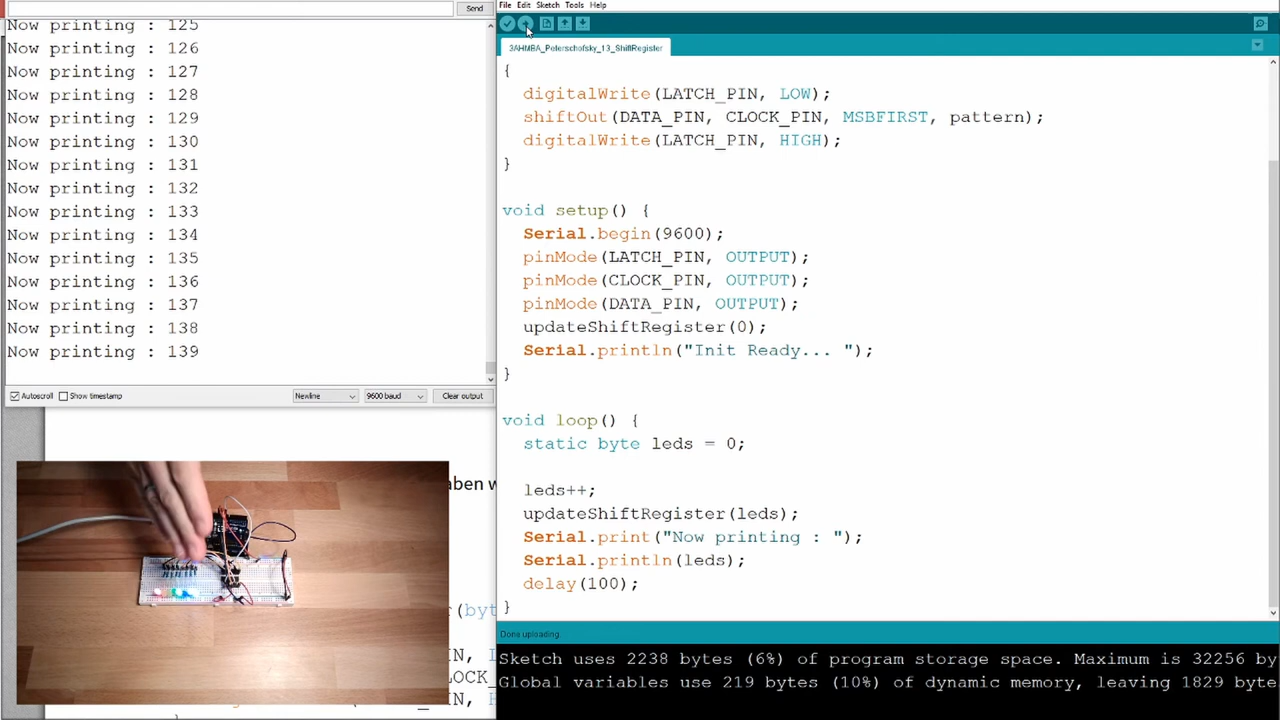 Send
Now printing : 125
Now printing : 126
Now printing : 127
Now printing : 128
Now printing : 129
Now printing : 130
Now printing : 131
Now printing : 132
Now printing : 133
Now printing : 134
Now printing : 135
Now printing : 136
Now printing : 137
Now printing : 138
Now printing : 139
Autoscroll Show timestamp Newline 9600 baud Clear output
aben w
r(byt
N, L
CLOCK_
N, H
}
File Edit Sketch Tools Help
3AHMBA_Peterschofsky_13_ShiftRegister
{
digitalWrite(LATCH_PIN, LOW);
shiftOut(DATA_PIN, CLOCK_PIN, MSBFIRST, pattern);
digitalWrite(LATCH_PIN, HIGH);
}
void setup() {
Serial.begin(9600);
pinMode(LATCH_PIN, OUTPUT);
pinMode(CLOCK_PIN, OUTPUT);
pinMode(DATA_PIN, OUTPUT);
updateShiftRegister(0);
Serial.println("Init Ready... ");
}
void loop() {
static byte leds = 0;
leds++;
updateShiftRegister(leds);
Serial.print("Now printing : ");
Serial.println(leds);
delay(100);
}
Done uploading.
Sketch uses 2238 bytes (6%) of program storage space. Maximum is 32256 by
Global variables use 219 bytes (10%) of dynamic memory, leaving 1829 byte